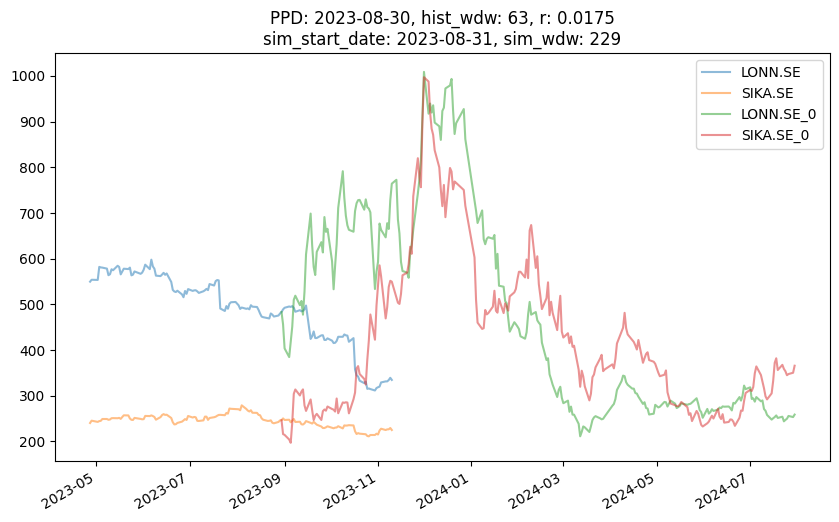 PPD: 2023-08-30, hist_wdw: 63, r: 0.0175
sim_start_date: 2023-08-31, sim_wdw: 229
LONN.SE
SIKA.SE
LONN.SE_0
SIKA.SE_0
1000
900
800
700
600
500
400
300
200
2023-05
2023-07
2023-09
2023-11
2024-01
2024-03
2024-05
2024-07